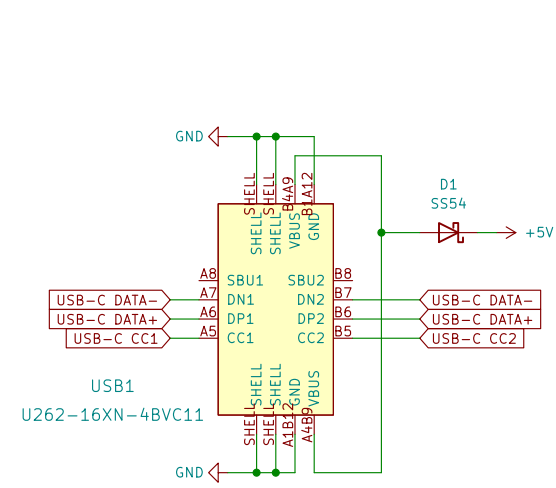 GND
SHELL
SHELL
B4A9
B1A12
D1
SS54
+5V
SHELL
SHELL
VBUS
GND
A8 SBU1 SBU2 B8
USB-C DATA- A7 DN1 DN2 B7 USB-C DATA-
USB-C DATA+ A6 DP1 DP2 B6 USB-C DATA+
USB-C CC1 A5 CC1 CC2 B5 USB-C CC2
SHELL
SHELL
GND
VBUS
USB1
U262-16XN-4BVC11
SHELL
SHELL
A1B12
A4B9
GND